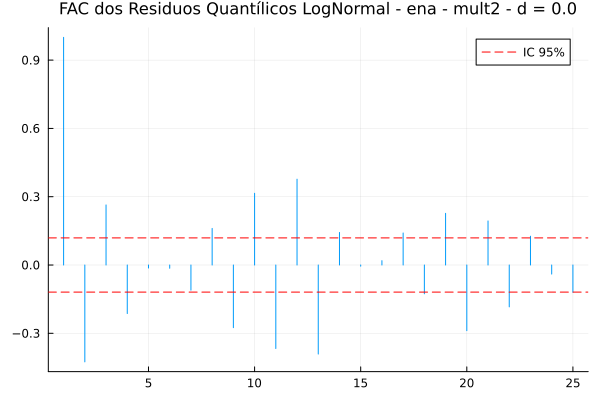 FAC dos Residuos Quantílicos LogNormal - ena - mult2 - d = 0.0
IC 95%
0.9
0.6
0.3
0.0
−0.3
5 10 15 20 25